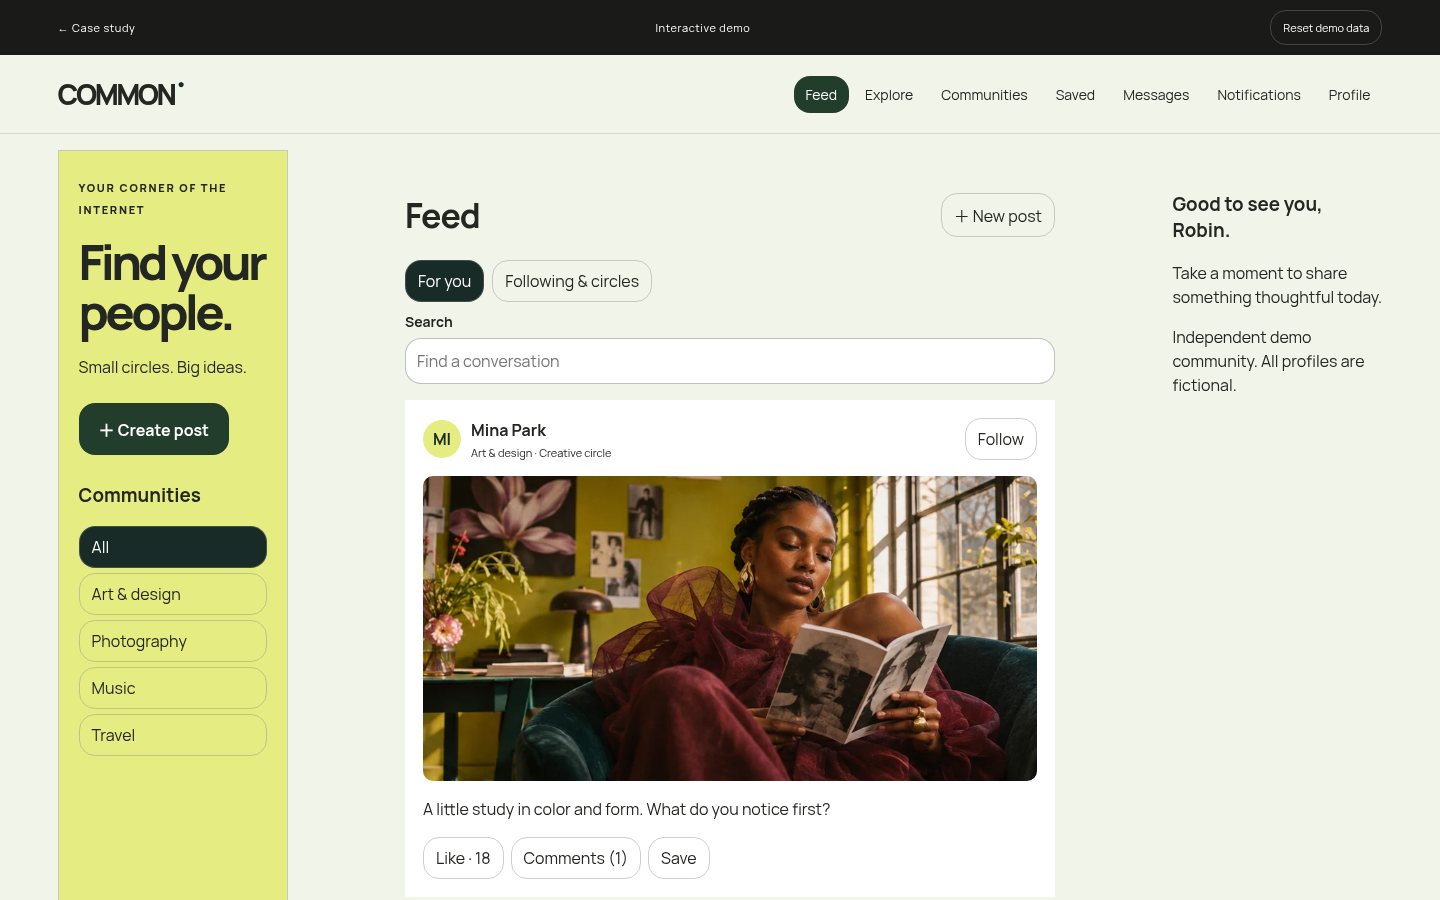 ← Case study
Interactive demo
Reset demo data
COMMON
Feed
Explore
Communities
Saved
Messages
Notifications
Profile
YOUR CORNER OF THE
INTERNET
Find your
people.
Small circles. Big ideas.
+ Create post
Communities
All
Art & design
Photography
Music
Travel
Feed
+ New post
For you
Following & circles
Search
Find a conversation
MI
Mina Park
Art & design · Creative circle
Follow
A little study in color and form. What do you notice first?
Like · 18
Comments (1)
Save
Good to see you,
Robin.
Take a moment to share
something thoughtful today.
Independent demo
community. All profiles are
fictional.